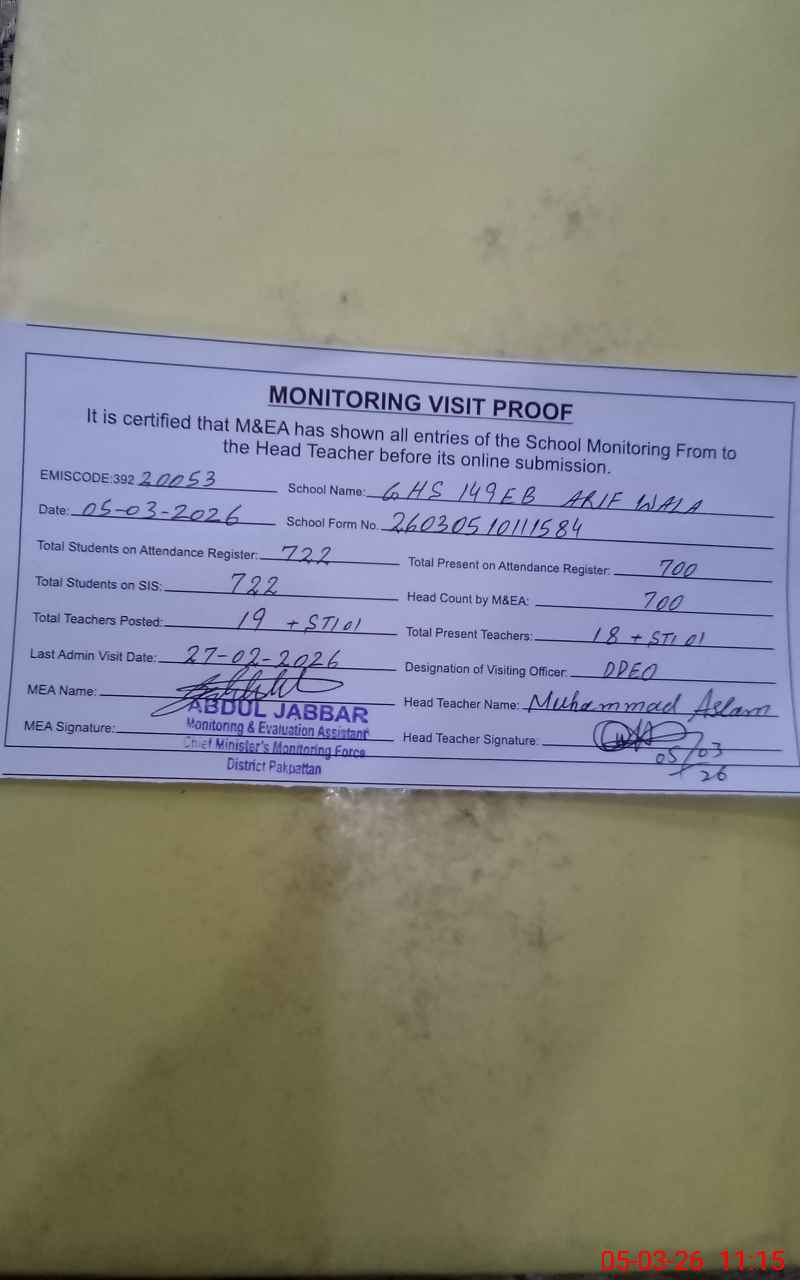 MONITORING VISIT PROOF
It is certified that M&EA has shown all entries of the School Monitoring From to
the Head Teacher before its online submission.
EMISCODE:392 20053 School Name: GHS 149EB ARIF WALA
Date: 05-03-2026 School Form No. 26030510111584
Total Students on Attendance Register: 722 Total Present on Attendance Register: 700
Total Students on SIS: 722 Head Count by M&EA: 700
Total Teachers Posted: 19 + STI 01 Total Present Teachers: 18 + STI 01
Last Admin Visit Date: 27-02-2026 Designation of Visiting Officer: DPEO
MEA Name: Head Teacher Name: Muhammad Aslam
ABDUL JABBAR
Monitoring & Evaluation Assistant
MEA Signature: Head Teacher Signature:
Chief Minister's Monitoring Force
District Pakpattan
05/03
26
05-03-26 11:15